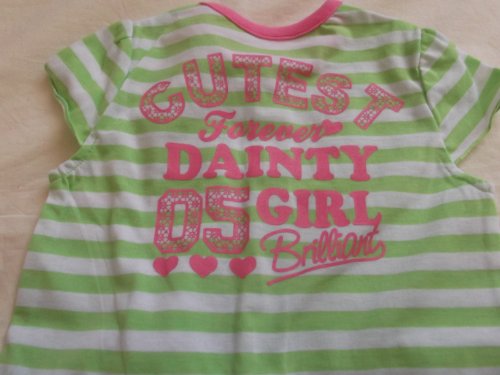 CUTEST
Forever
DAINTY
05 GIRL
Brilliant